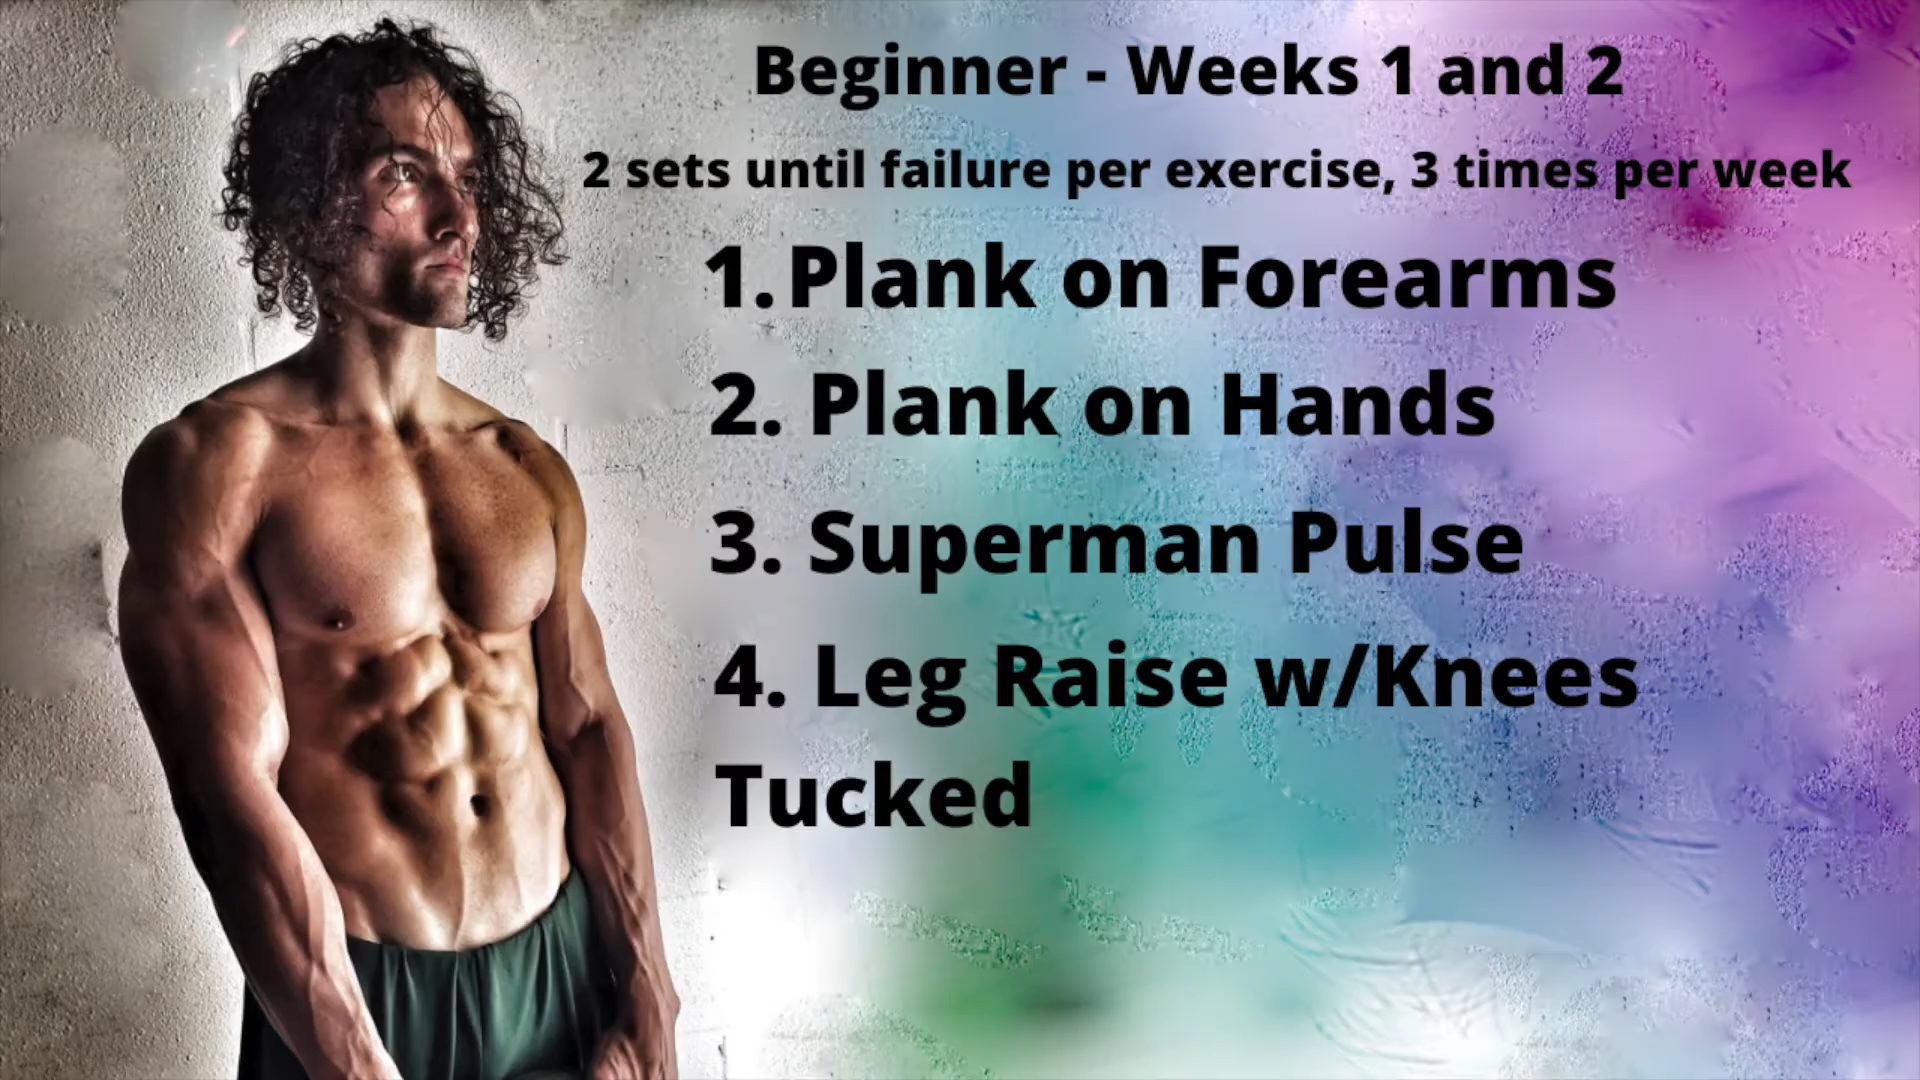 Beginner - Weeks 1 and 2
2 sets until failure per exercise, 3 times per week
1. Plank on Forearms
2. Plank on Hands
3. Superman Pulse
4. Leg Raise w/Knees
Tucked